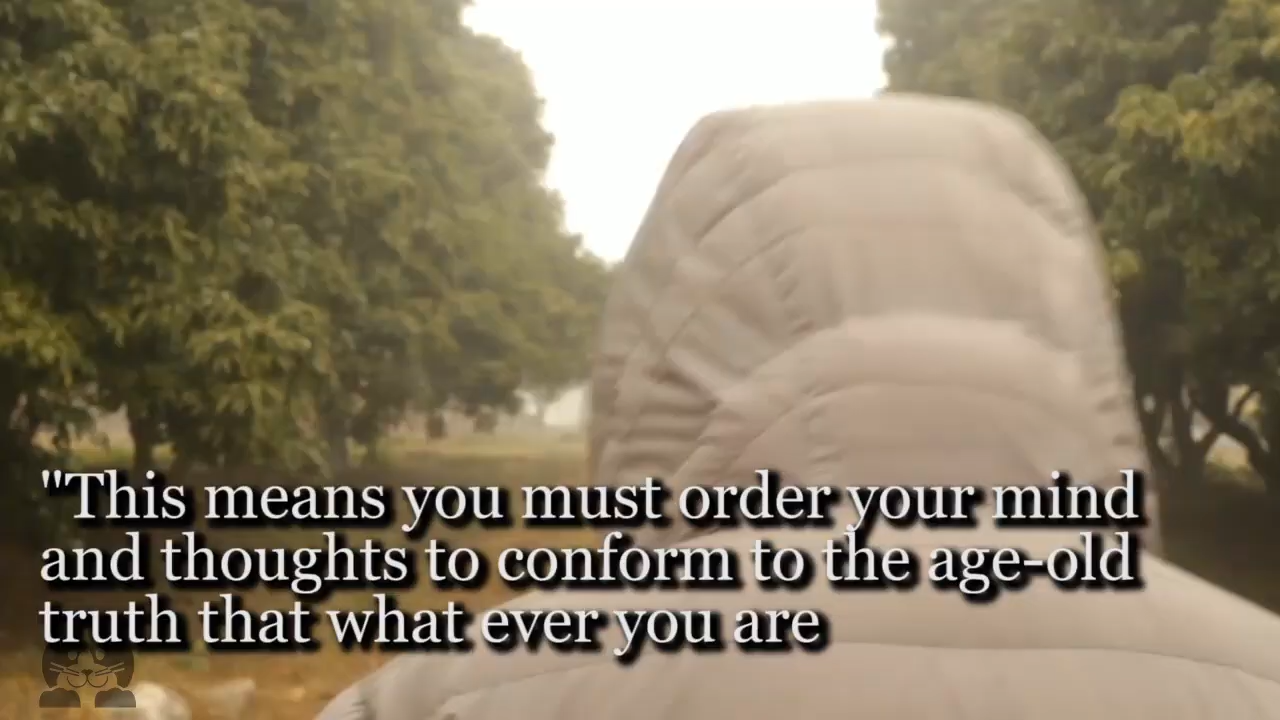 "This means you must order your mind
and thoughts to conform to the age-old
truth that what ever you are